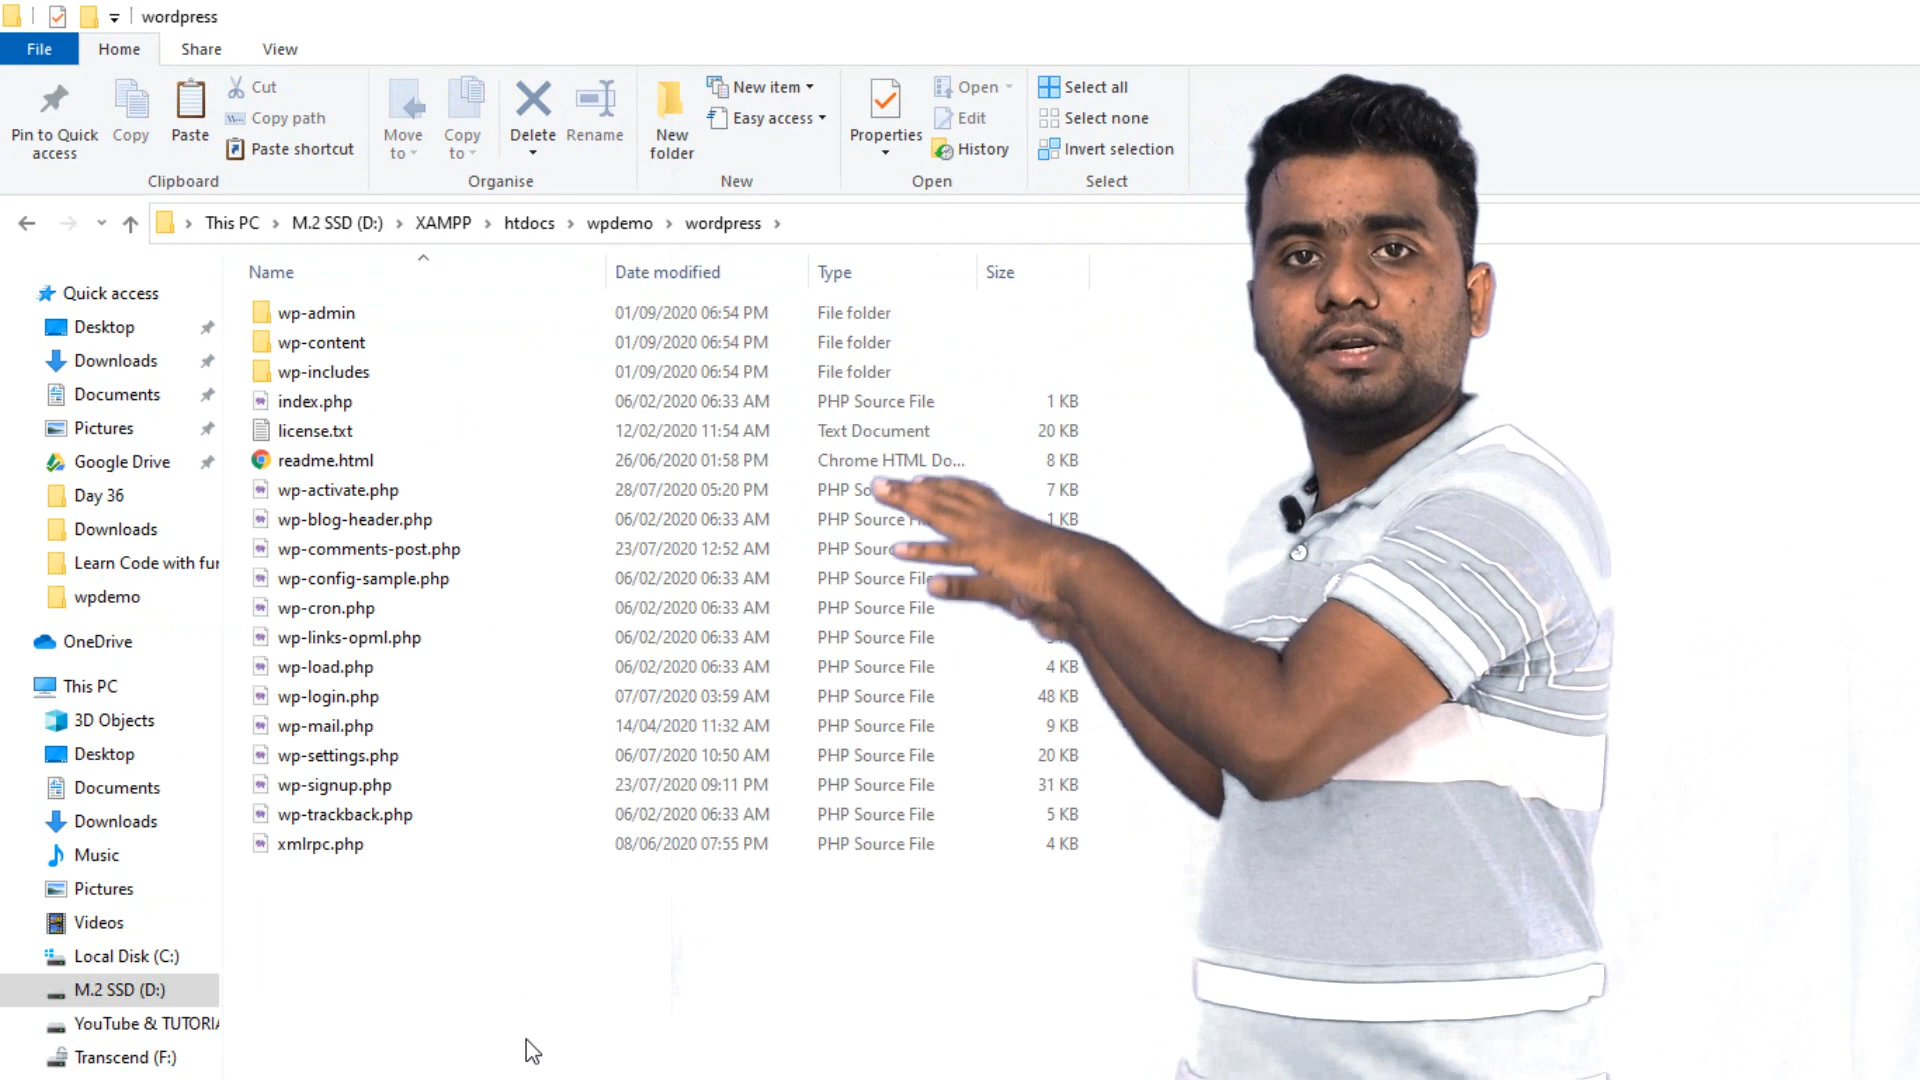 wordpress
File Home Share View
Pin to Quick access
Copy
Paste
Cut
Copy path
Paste shortcut
Clipboard
Move to
Copy to
Delete
Rename
Organise
New folder
New item
Easy access
New
Properties
Open
Edit
History
Open
Select all
Select none
Invert selection
Select
This PC › M.2 SSD (D:) › XAMPP › htdocs › wpdemo › wordpress ›
Quick access
Desktop
Downloads
Documents
Pictures
Google Drive
Day 36
Downloads
Learn Code with fur
wpdemo
OneDrive
This PC
3D Objects
Desktop
Documents
Downloads
Music
Pictures
Videos
Local Disk (C:)
M.2 SSD (D:)
YouTube & TUTORI
Transcend (F:)
Name Date modified Type Size
wp-admin 01/09/2020 06:54 PM File folder
wp-content 01/09/2020 06:54 PM File folder
wp-includes 01/09/2020 06:54 PM File folder
index.php 06/02/2020 06:33 AM PHP Source File 1 KB
license.txt 12/02/2020 11:54 AM Text Document 20 KB
readme.html 26/06/2020 01:58 PM Chrome HTML Do... 8 KB
wp-activate.php 28/07/2020 05:20 PM PHP So 7 KB
wp-blog-header.php 06/02/2020 06:33 AM PHP Source 1 KB
wp-comments-post.php 23/07/2020 12:52 AM PHP Sour
wp-config-sample.php 06/02/2020 06:33 AM PHP Source File
wp-cron.php 06/02/2020 06:33 AM PHP Source File
wp-links-opml.php 06/02/2020 06:33 AM PHP Source File
wp-load.php 06/02/2020 06:33 AM PHP Source File 4 KB
wp-login.php 07/07/2020 03:59 AM PHP Source File 48 KB
wp-mail.php 14/04/2020 11:32 AM PHP Source File 9 KB
wp-settings.php 06/07/2020 10:50 AM PHP Source File 20 KB
wp-signup.php 23/07/2020 09:11 PM PHP Source File 31 KB
wp-trackback.php 06/02/2020 06:33 AM PHP Source File 5 KB
xmlrpc.php 08/06/2020 07:55 PM PHP Source File 4 KB